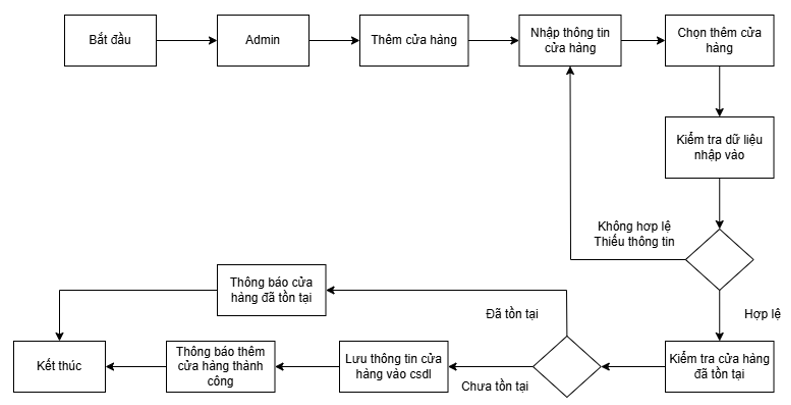 Bắt đầu
Admin
Thêm cửa hàng
Nhập thông tin
cửa hàng
Chọn thêm cửa
hàng
Kiểm tra dữ liệu
nhập vào
Không hợp lệ
Thiếu thông tin
Hợp lệ
Kiểm tra cửa hàng
đã tồn tại
Đã tồn tại
Chưa tồn tại
Thông báo cửa
hàng đã tồn tại
Lưu thông tin cửa
hàng vào csdl
Thông báo thêm
cửa hàng thành
công
Kết thúc